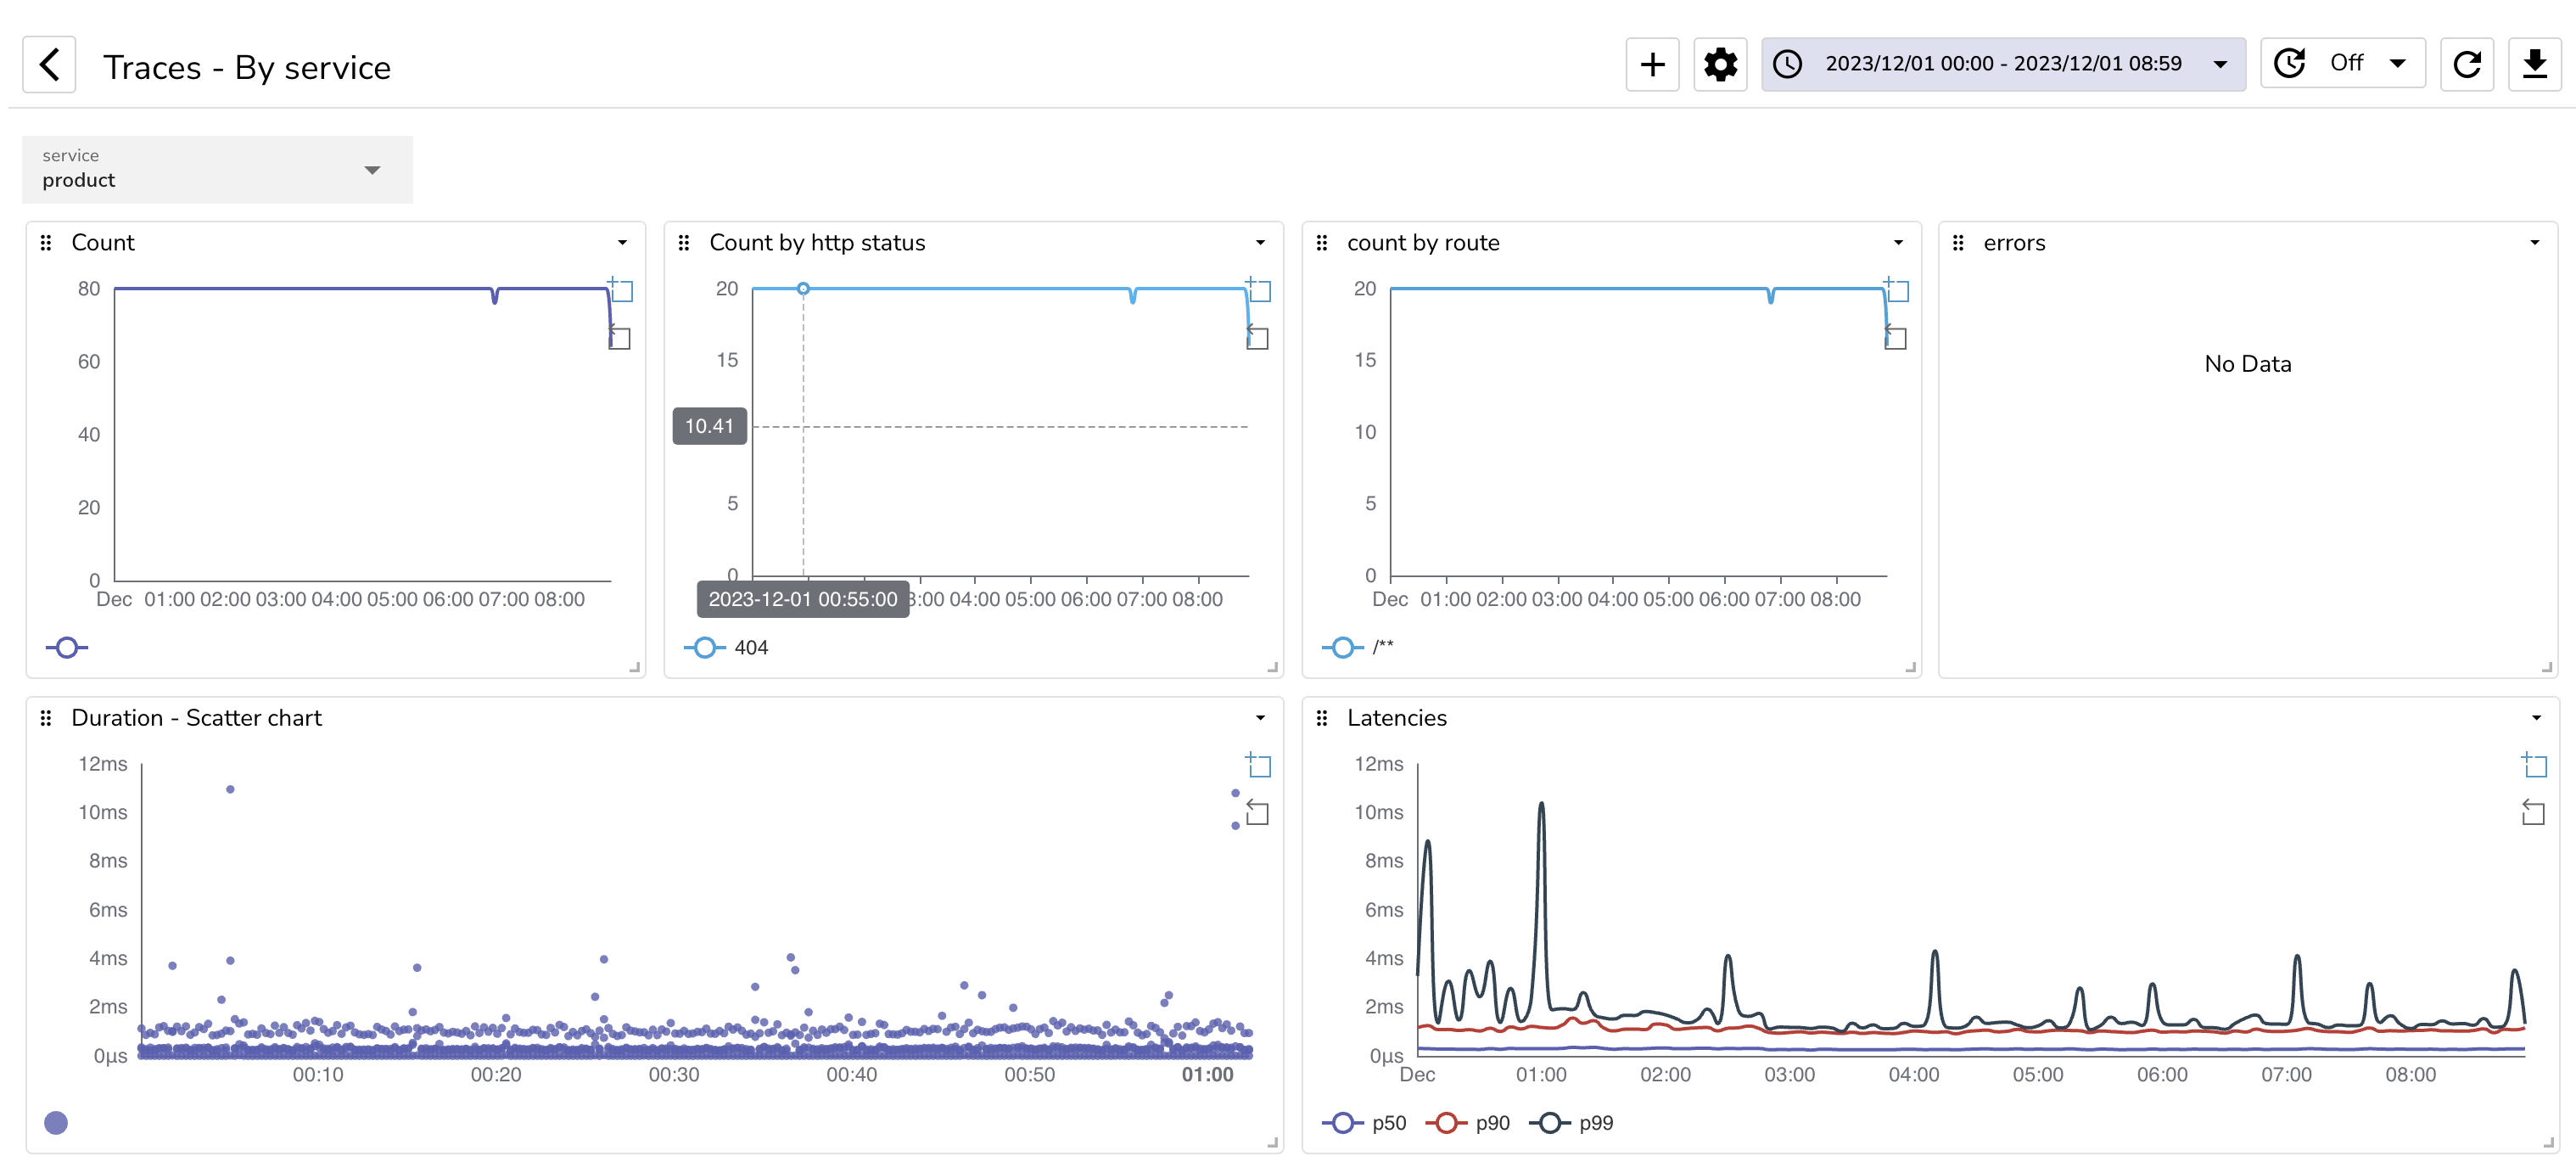 Traces - By service
2023/12/01 00:00 - 2023/12/01 08:59
Off
service
product
Count
80
60
40
20
0
Dec 01:00 02:00 03:00 04:00 05:00 06:00 07:00 08:00
Count by http status
20
15
10.41
5
0
2023-12-01 00:55:00 3:00 04:00 05:00 06:00 07:00 08:00
404
count by route
20
15
10
5
0
Dec 01:00 02:00 03:00 04:00 05:00 06:00 07:00 08:00
/**
errors
No Data
Duration - Scatter chart
12ms
10ms
8ms
6ms
4ms
2ms
0μs
00:10 00:20 00:30 00:40 00:50 01:00
Latencies
12ms
10ms
8ms
6ms
4ms
2ms
0μs
Dec 01:00 02:00 03:00 04:00 05:00 06:00 07:00 08:00
p50 p90 p99